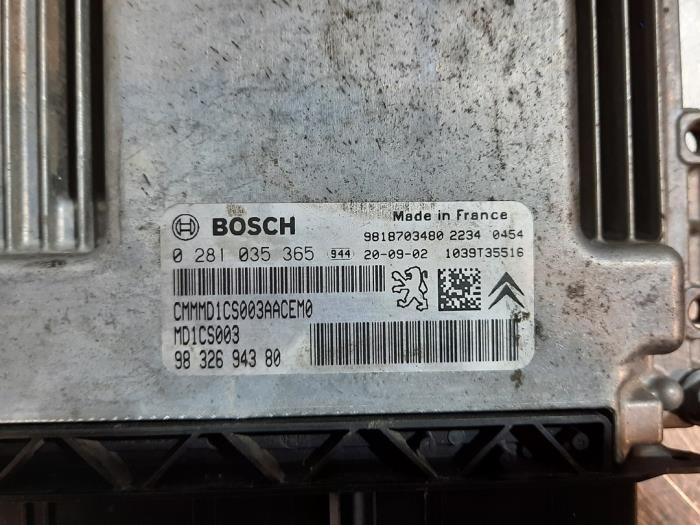 BOSCH
Made in France
9818703480 2234 0454
0 281 035 365 944 20-09-02 1039T35516
CMMMD1CS003AACEM0
MD1CS003
98 326 943 80